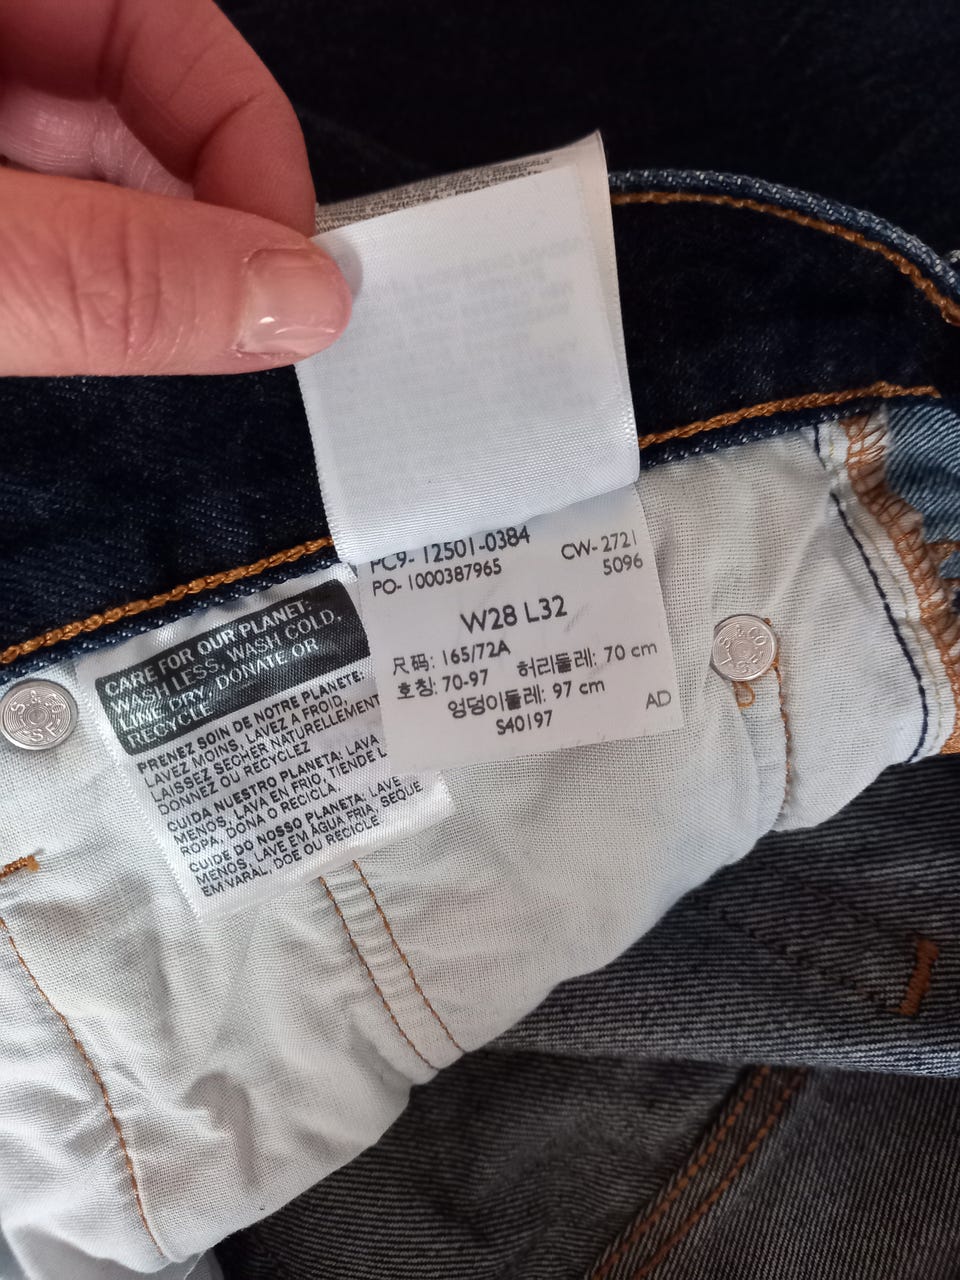 PC9- 12501-0384
PO- 1000387965
CW- 2721
5096
W28 L32
尺码: 165/72A
호칭: 70-97
허리둘레: 70 cm
엉덩이둘레: 97 cm
S40197
AD
CARE FOR OUR PLANET:
WASH LESS, WASH COLD,
LINE DRY, DONATE OR
RECYCLE
PRENEZ SOIN DE NOTRE PLANÈTE:
LAVEZ MOINS, LAVEZ A FROID,
LAISSEZ SECHER NATURELLEMENT
DONNEZ OU RECYCLEZ
CUIDA NUESTRO PLANETA: LAVA
MENOS, LAVA EN FRIO, TIENDE L
ROPA, DONA O RECICLA.
CUIDE DO NOSSO PLANETA: LAVE
MENOS, LAVE EM ÁGUA FRIA, SEQUE
EM VARAL, DOE OU RECICLE